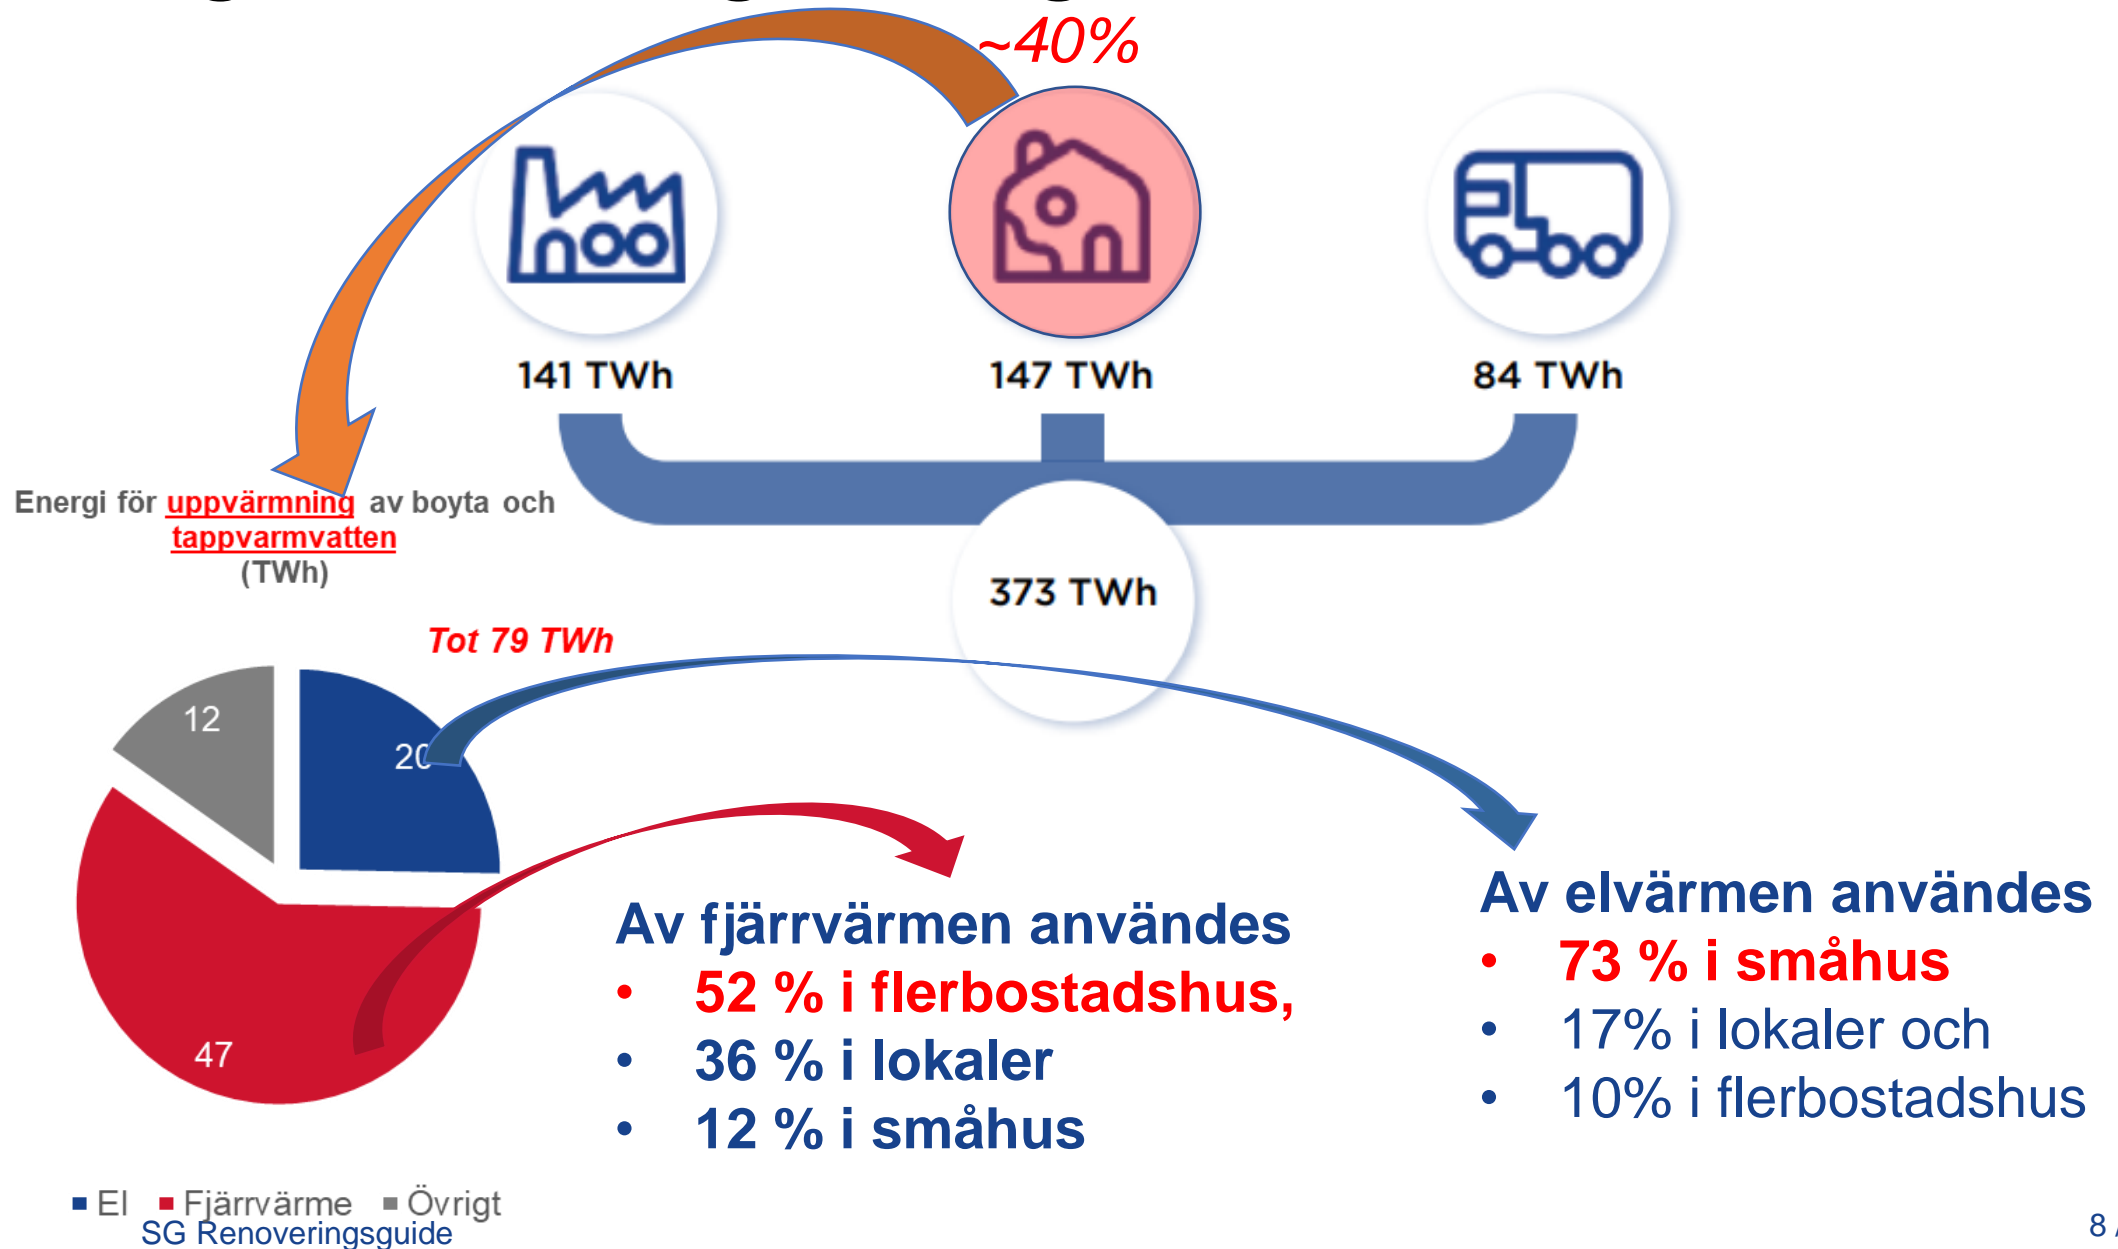 ~40%
141 TWh
147 TWh
84 TWh
373 TWh
Energi för uppvärmning av boyta och
tappvarmvatten
(TWh)
Tot 79 TWh
12
20
47
Av fjärrvärmen användes
• 52 % i flerbostadshus,
• 36 % i lokaler
• 12 % i småhus
Av elvärmen användes
• 73 % i småhus
• 17% i lokaler och
• 10% i flerbostadshus
El Fjärrvärme Övrigt
SG Renoveringsguide
8